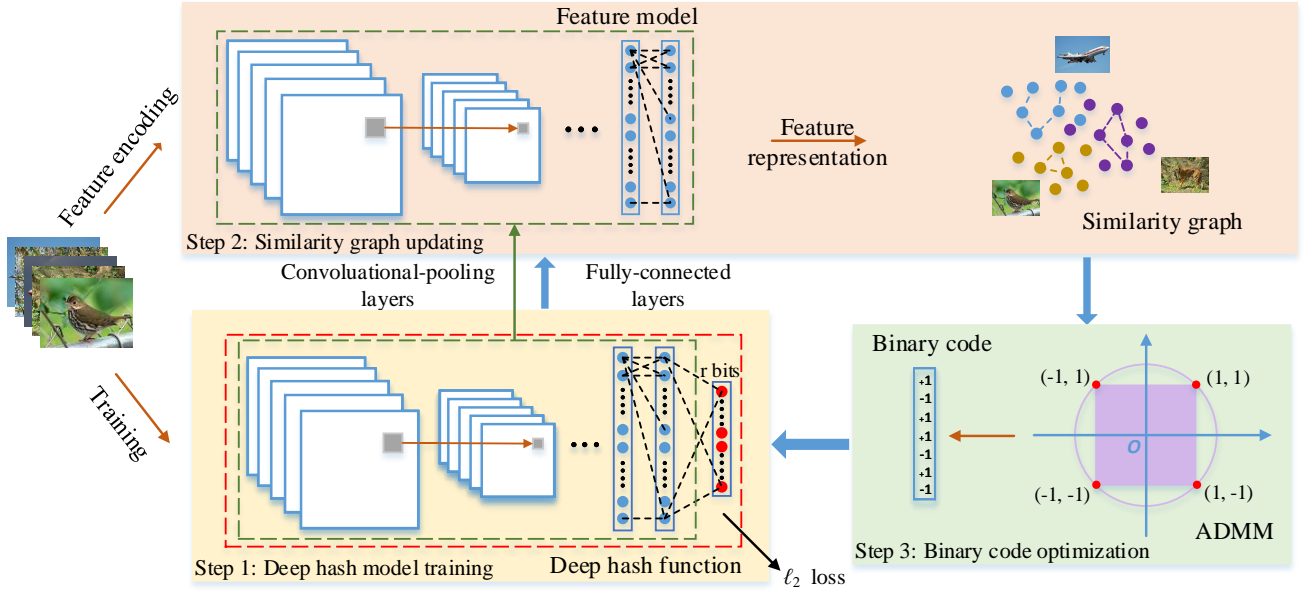 Feature model
Feature encoding
Feature
representation
Similarity graph
Step 2: Similarity graph updating
Convoluational-pooling
layers
Fully-connected
layers
Training
r bits
Step 1: Deep hash model training
Deep hash function
ℓ₂ loss
Binary code
+1
-1
+1
+1
-1
+1
-1
(-1, 1)
(1, 1)
O
(-1, -1)
(1, -1)
ADMM
Step 3: Binary code optimization